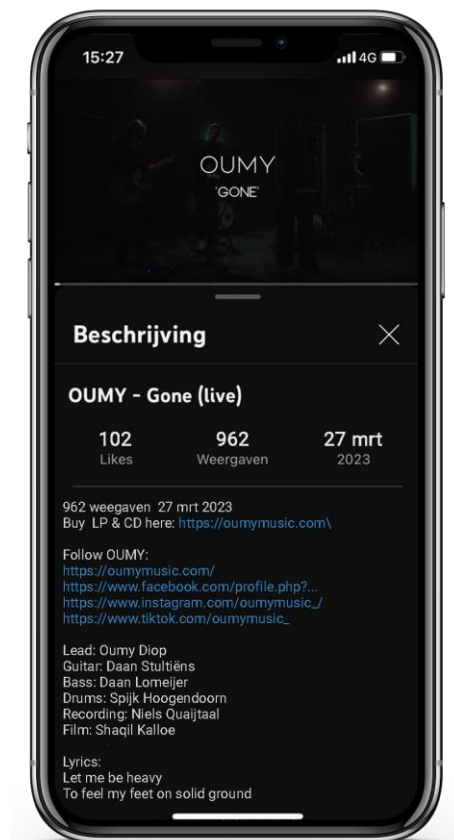 15:27
4G
OUMY
'GONE'
Beschrijving
OUMY - Gone (live)
102 962 27 mrt
Likes Weergaven 2023
962 weegaven 27 mrt 2023
Buy LP & CD here: https://oumymusic.com\
Follow OUMY:
https://oumymusic.com/
https://www.facebook.com/profile.php?...
https://www.instagram.com/oumymusic_/
https://www.tiktok.com/oumymusic_
Lead: Oumy Diop
Guitar: Daan Stultiëns
Bass: Daan Lomeijer
Drums: Spijk Hoogendoorn
Recording: Niels Quaijtaal
Film: Shaqil Kalloe
Lyrics:
Let me be heavy
To feel my feet on solid ground